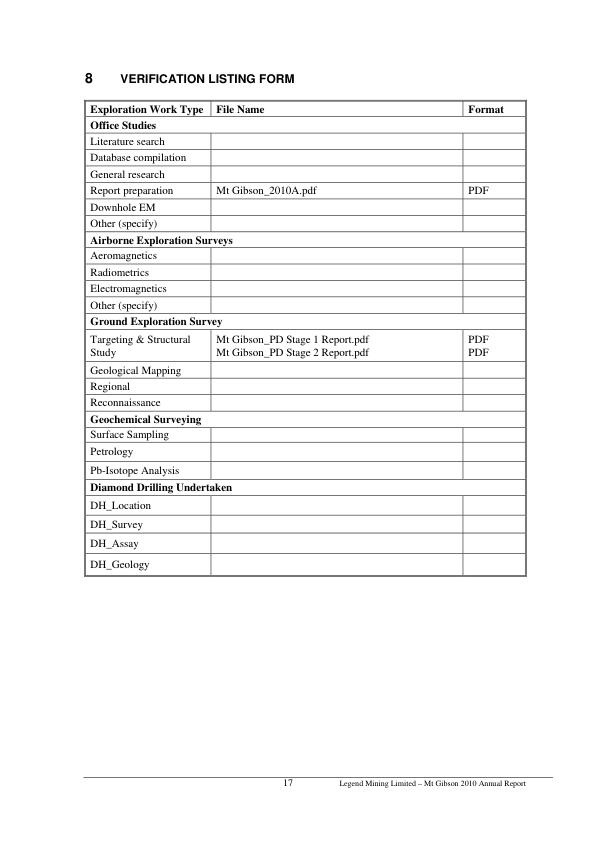 8 VERIFICATION LISTING FORM
Exploration Work Type File Name Format
Office Studies
Literature search
Database compilation
General research
Report preparation Mt Gibson_2010A.pdf PDF
Downhole EM
Other (specify)
Airborne Exploration Surveys
Aeromagnetics
Radiometrics
Electromagnetics
Other (specify)
Ground Exploration Survey
Targeting & Structural Mt Gibson_PD Stage 1 Report.pdf PDF
Study Mt Gibson_PD Stage 2 Report.pdf PDF
Geological Mapping
Regional
Reconnaissance
Geochemical Surveying
Surface Sampling
Petrology
Pb-Isotope Analysis
Diamond Drilling Undertaken
DH_Location
DH_Survey
DH_Assay
DH_Geology
17 Legend Mining Limited – Mt Gibson 2010 Annual Report